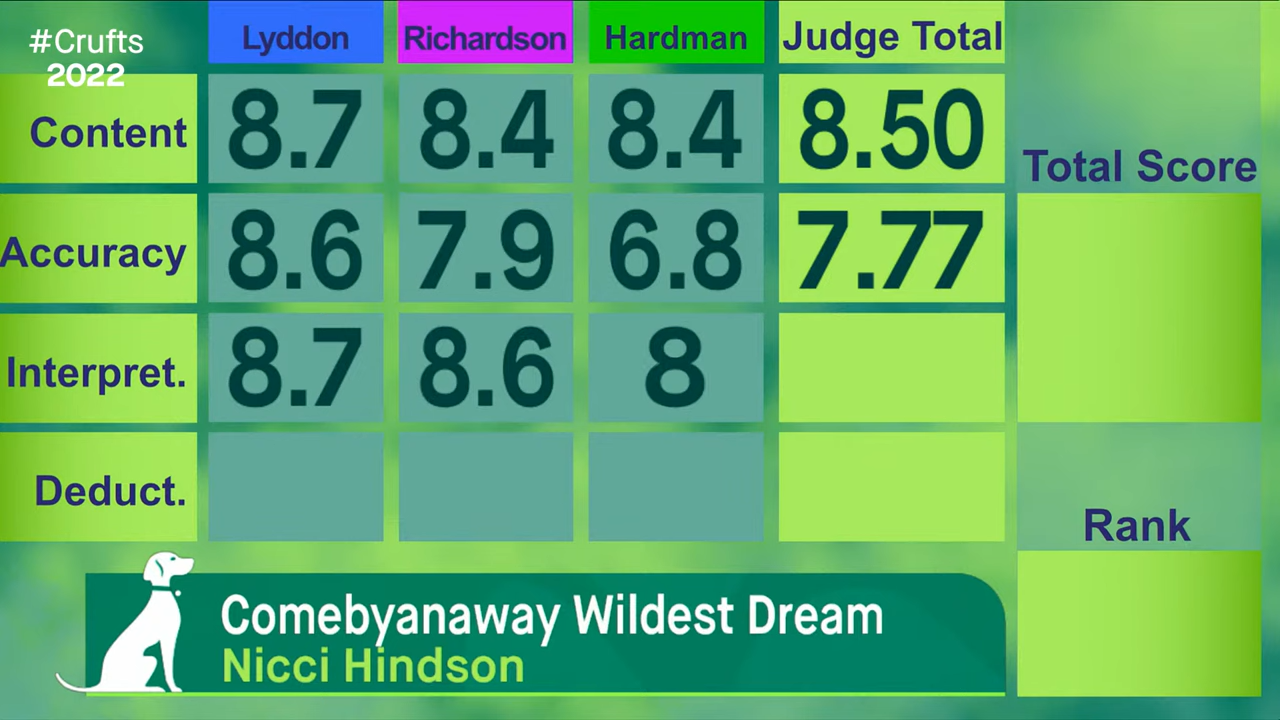 #Crufts
2022
Lyddon Richardson Hardman Judge Total
Content 8.7 8.4 8.4 8.50
Total Score
Accuracy 8.6 7.9 6.8 7.77
Interpret. 8.7 8.6 8
Deduct.
Rank
Comebyanaway Wildest Dream
Nicci Hindson